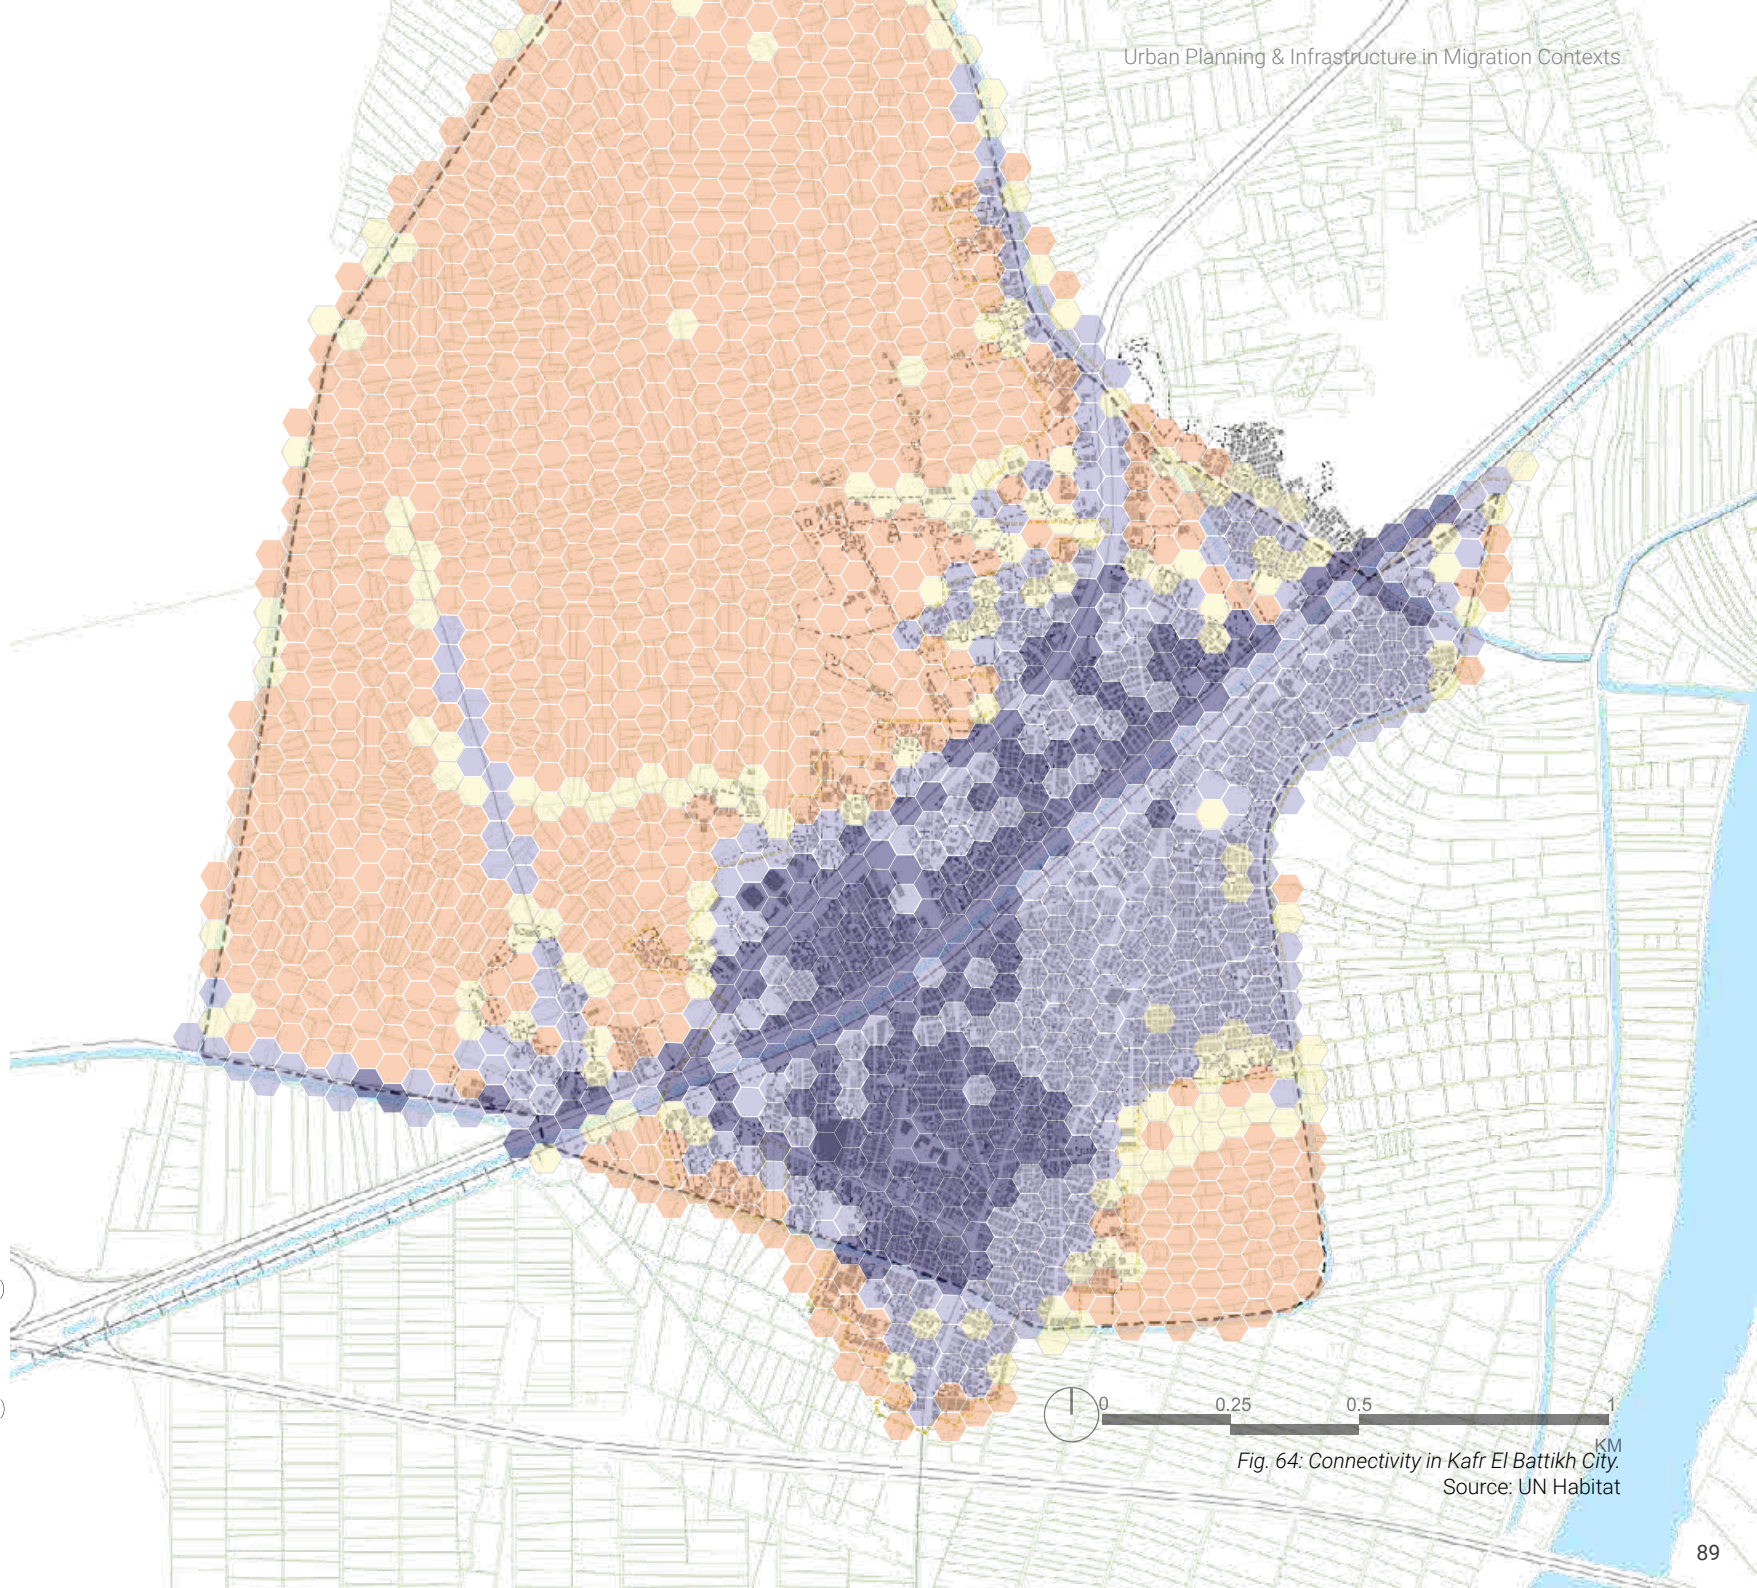 Urban Planning & Infrastructure in Migration Contexts
0 0.25 0.5 1
KM
Fig. 64: Connectivity in Kafr El Battikh City.
Source: UN Habitat
89